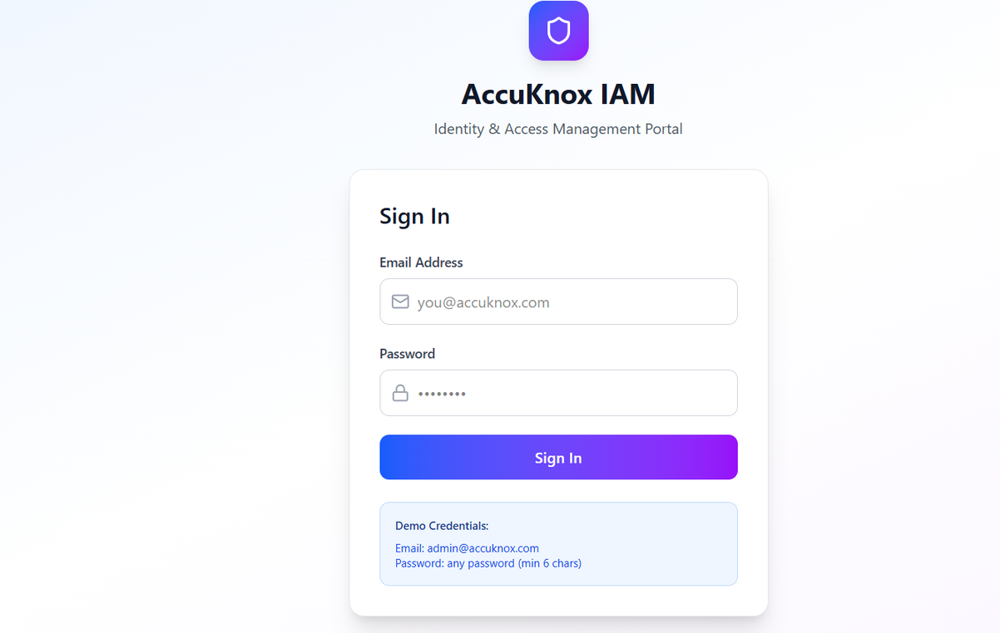 AccuKnox IAM
Identity & Access Management Portal
Sign In
Email Address
you@accuknox.com
Password
••••••••
Sign In
Demo Credentials:
Email: admin@accuknox.com
Password: any password (min 6 chars)